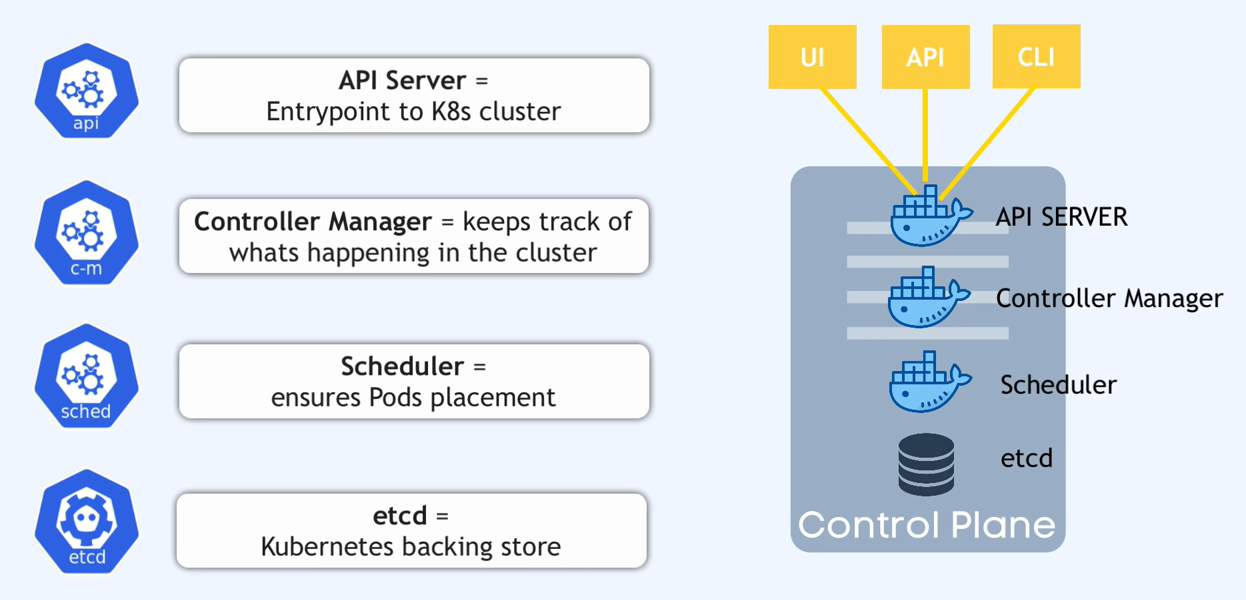 api
API Server =
Entrypoint to K8s cluster
c-m
Controller Manager = keeps track of
whats happening in the cluster
sched
Scheduler =
ensures Pods placement
etcd
etcd =
Kubernetes backing store
UI
API
CLI
API SERVER
Controller Manager
Scheduler
etcd
Control Plane